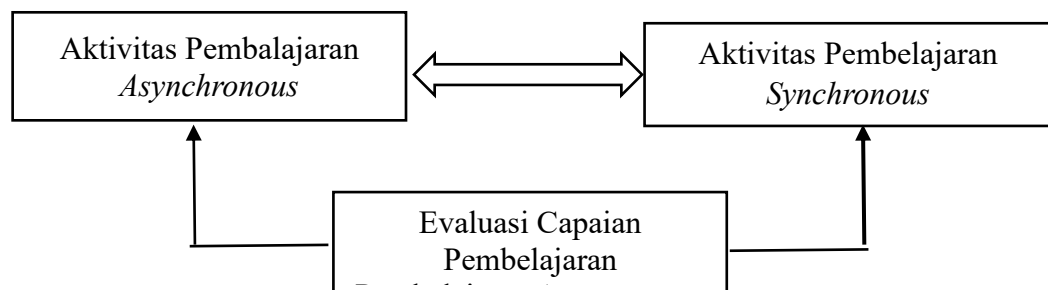 Aktivitas Pembalajaran
Asynchronous
Aktivitas Pembelajaran
Synchronous
Evaluasi Capaian
Pembelajaran